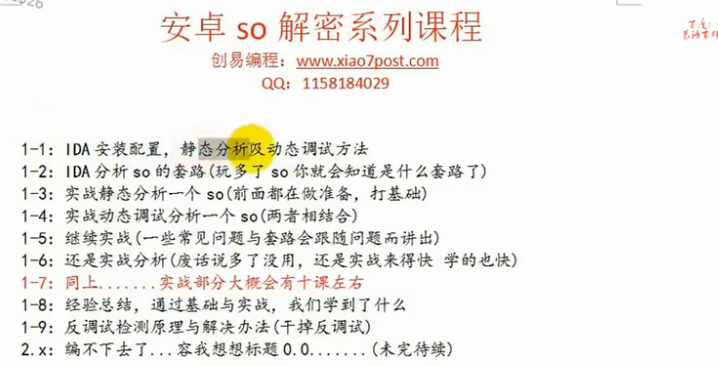 安卓 so 解密系列课程
创易编程：www.xiao7post.com
QQ：1158184029
1-1：IDA 安装配置，静态分析及动态调试方法
1-2：IDA 分析 so 的套路(玩多了 so 你就会知道是什么套路了)
1-3：实战静态分析一个 so(前面都在做准备，打基础)
1-4：实战动态调试分析一个 so(两者相结合)
1-5：继续实战(一些常见问题与套路会跟随问题而讲出)
1-6：还是实战分析(废话说多了没用，还是实战来得快 学的也快)
1-7：同上.......实战部分大概会有十课左右
1-8：经验总结，通过基础与实战，我们学到了什么
1-9：反调试检测原理与解决办法(干掉反调试)
2.x：编不下去了...容我想想标题 0.0.......(未完待续)